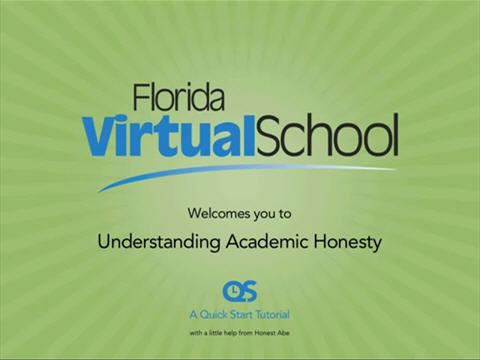 Florida
VirtualSchool
Welcomes you to
Understanding Academic Honesty
QS
A Quick Start Tutorial
with a little help from Honest Abe